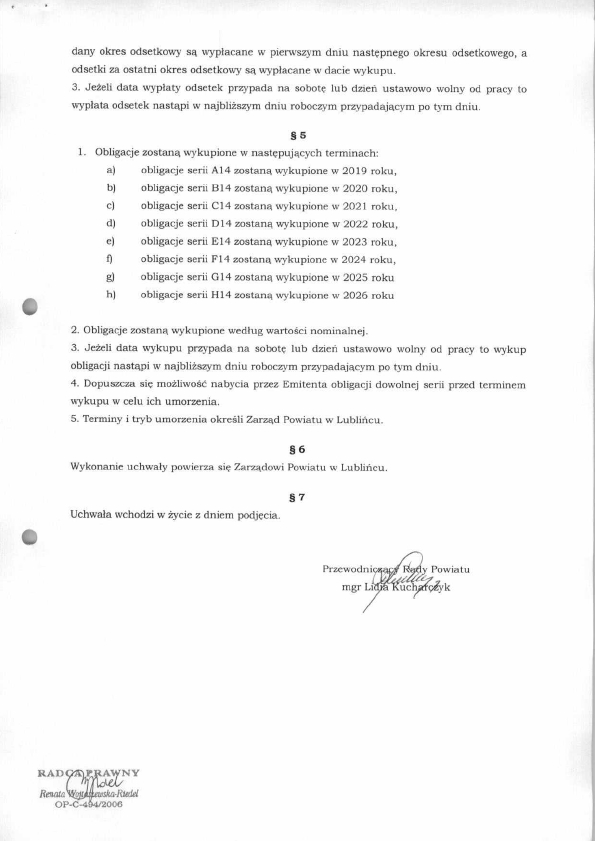 dany okres odsetkowy są wypłacane w pierwszym dniu następnego okresu odsetkowego, a
odsetki za ostatni okres odsetkowy są wypłacane w dacie wykupu.
3. Jeżeli data wypłaty odsetek przypada na sobotę lub dzień ustawowo wolny od pracy to
wypłata odsetek nastąpi w najbliższym dniu roboczym przypadającym po tym dniu.
§ 5
1. Obligacje zostaną wykupione w następujących terminach:
a) obligacje serii A14 zostaną wykupione w 2019 roku,
b) obligacje serii B14 zostaną wykupione w 2020 roku,
c) obligacje serii C14 zostaną wykupione w 2021 roku,
d) obligacje serii D14 zostaną wykupione w 2022 roku,
e) obligacje serii E14 zostaną wykupione w 2023 roku,
f) obligacje serii F14 zostaną wykupione w 2024 roku,
g) obligacje serii G14 zostaną wykupione w 2025 roku
h) obligacje serii H14 zostaną wykupione w 2026 roku
2. Obligacje zostaną wykupione według wartości nominalnej.
3. Jeżeli data wykupu przypada na sobotę lub dzień ustawowo wolny od pracy to wykup
obligacji nastąpi w najbliższym dniu roboczym przypadającym po tym dniu.
4. Dopuszcza się możliwość nabycia przez Emitenta obligacji dowolnej serii przed terminem
wykupu w celu ich umorzenia.
5. Terminy i tryb umorzenia określi Zarząd Powiatu w Lublińcu.
§ 6
Wykonanie uchwały powierza się Zarządowi Powiatu w Lublińcu.
§ 7
Uchwała wchodzi w życie z dniem podjęcia.
Przewodniczący Rady Powiatu
mgr Lidia Kucharczyk
RADCA PRAWNY
Renata
OP-C-494/2006